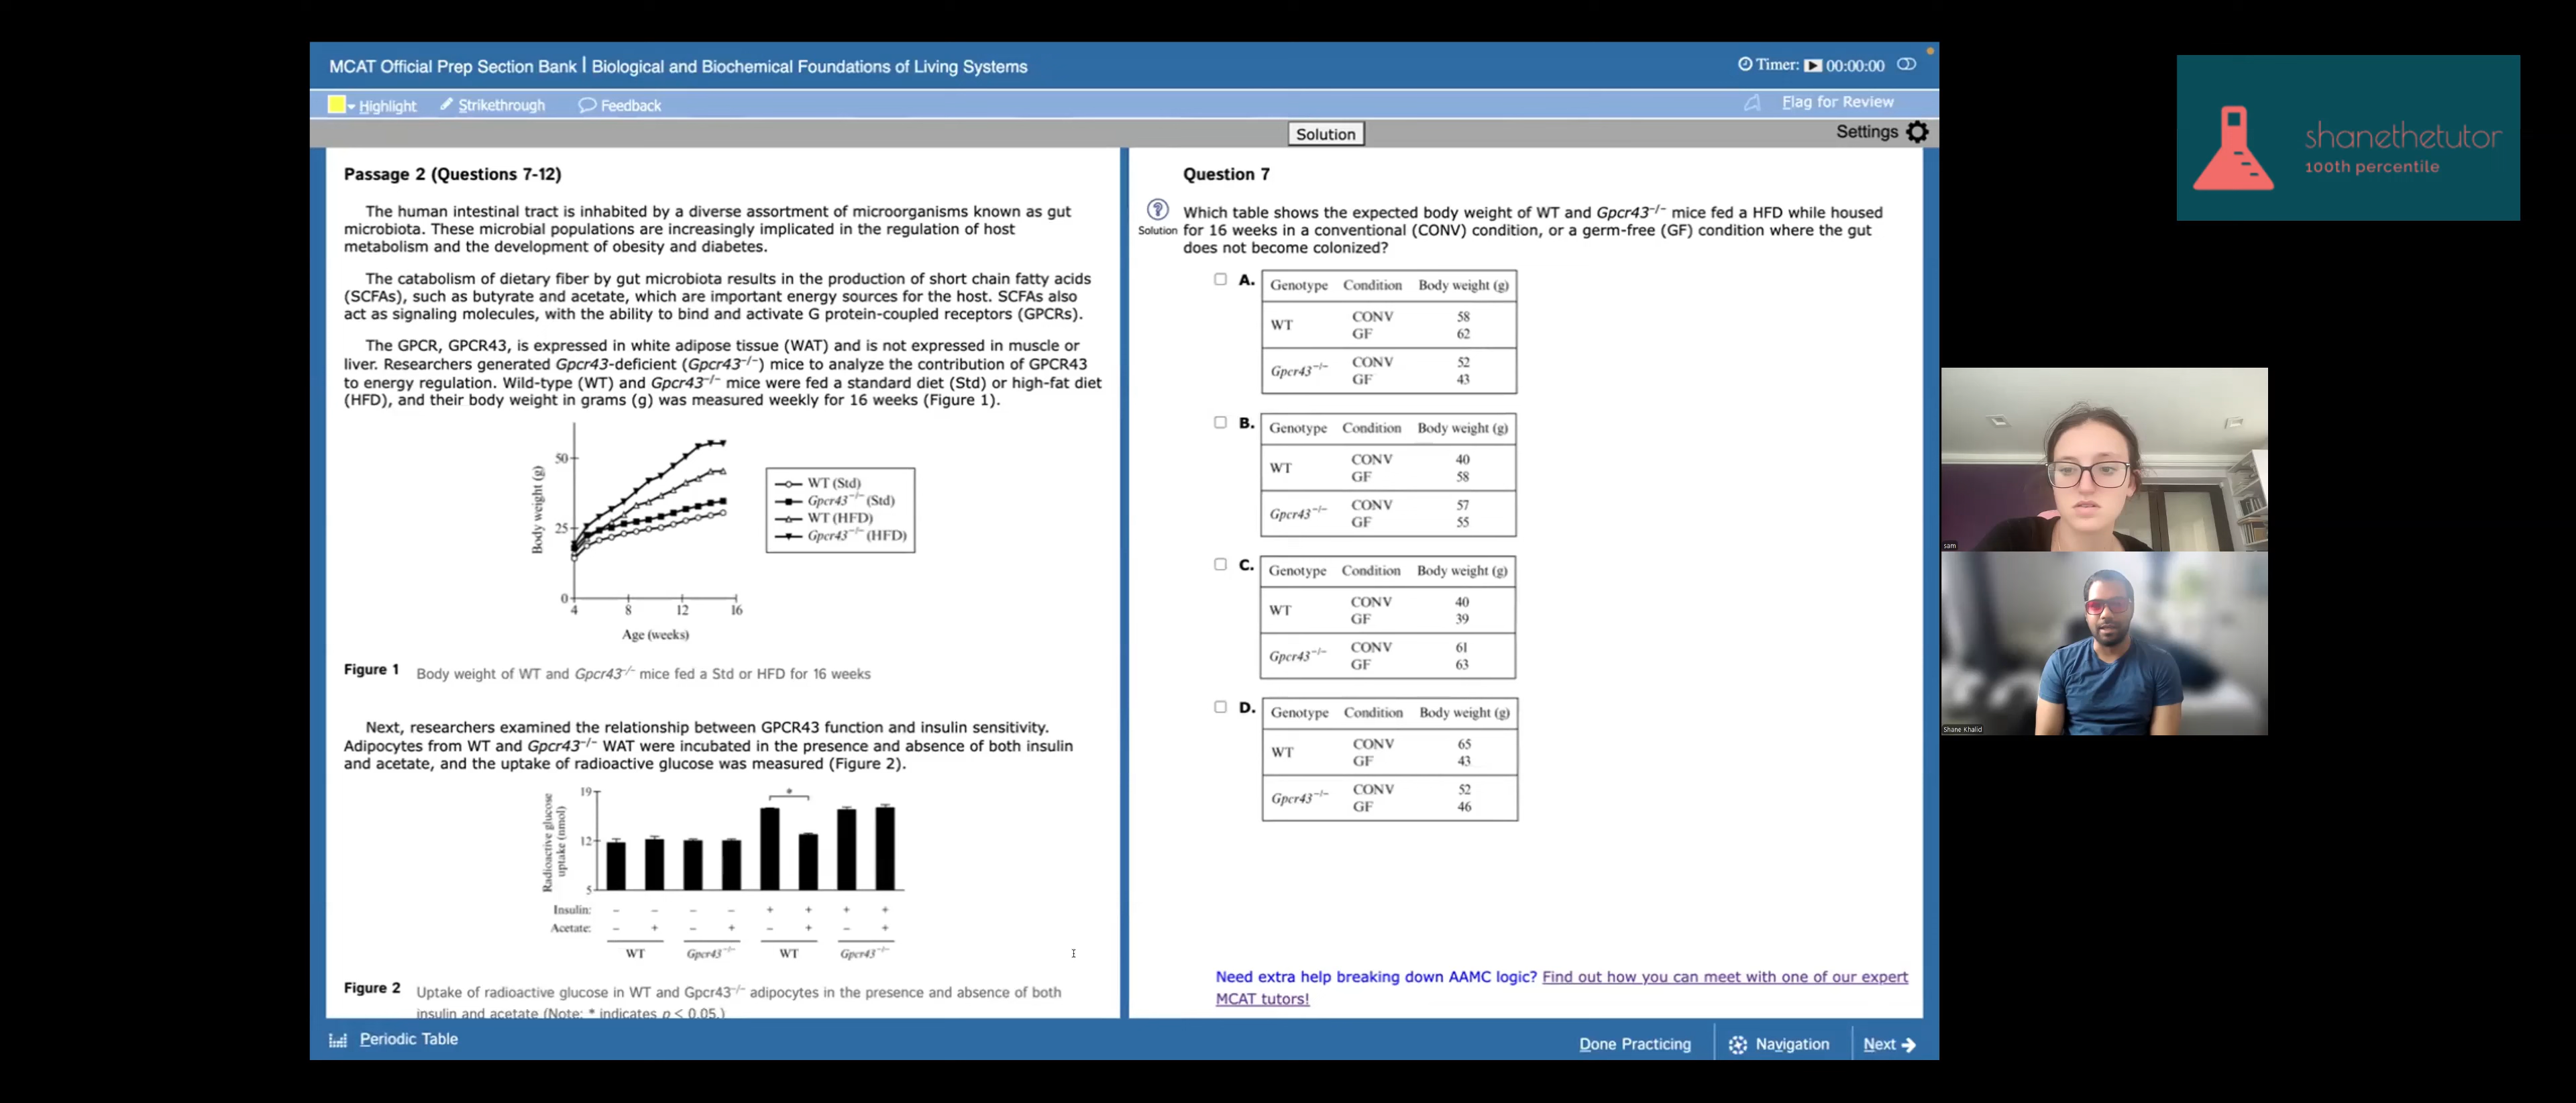 MCAT Official Prep Section Bank | Biological and Biochemical Foundations of Living Systems
Timer: 00:00:00
Highlight Strikethrough Feedback
Flag for Review
Solution
Settings
Passage 2 (Questions 7-12)
The human intestinal tract is inhabited by a diverse assortment of microorganisms known as gut
microbiota. These microbial populations are increasingly implicated in the regulation of host
metabolism and the development of obesity and diabetes.
The catabolism of dietary fiber by gut microbiota results in the production of short chain fatty acids
(SCFAs), such as butyrate and acetate, which are important energy sources for the host. SCFAs also
act as signaling molecules, with the ability to bind and activate G protein-coupled receptors (GPCRs).
The GPCR, GPCR43, is expressed in white adipose tissue (WAT) and is not expressed in muscle or
liver. Researchers generated Gpcr43-deficient (Gpcr43⁻/⁻) mice to analyze the contribution of GPCR43
to energy regulation. Wild-type (WT) and Gpcr43⁻/⁻ mice were fed a standard diet (Std) or high-fat diet
(HFD), and their body weight in grams (g) was measured weekly for 16 weeks (Figure 1).
Body weight (g)
50
25
0
4 8 12 16
Age (weeks)
WT (Std)
Gpcr43⁻/⁻ (Std)
WT (HFD)
Gpcr43⁻/⁻ (HFD)
Figure 1 Body weight of WT and Gpcr43⁻/⁻ mice fed a Std or HFD for 16 weeks
Next, researchers examined the relationship between GPCR43 function and insulin sensitivity.
Adipocytes from WT and Gpcr43⁻/⁻ WAT were incubated in the presence and absence of both insulin
and acetate, and the uptake of radioactive glucose was measured (Figure 2).
Radioactive glucose
uptake (nmol)
19
12
5
*
Insulin: – – – – + + + +
Acetate: – + – + – + – +
WT Gpcr43⁻/⁻ WT Gpcr43⁻/⁻
Figure 2 Uptake of radioactive glucose in WT and Gpcr43⁻/⁻ adipocytes in the presence and absence of both
insulin and acetate (Note: * indicates p < 0.05.)
Question 7
Solution
Which table shows the expected body weight of WT and Gpcr43⁻/⁻ mice fed a HFD while housed
for 16 weeks in a conventional (CONV) condition, or a germ-free (GF) condition where the gut
does not become colonized?
A.
Genotype Condition Body weight (g)
WT CONV 58
GF 62
Gpcr43⁻/⁻ CONV 52
GF 43
B.
Genotype Condition Body weight (g)
WT CONV 40
GF 58
Gpcr43⁻/⁻ CONV 57
GF 55
C.
Genotype Condition Body weight (g)
WT CONV 40
GF 39
Gpcr43⁻/⁻ CONV 61
GF 63
D.
Genotype Condition Body weight (g)
WT CONV 65
GF 43
Gpcr43⁻/⁻ CONV 52
GF 46
Need extra help breaking down AAMC logic? Find out how you can meet with one of our expert
MCAT tutors!
Periodic Table
Done Practicing
Navigation
Next
shanethetutor
100th percentile
sam
Shane Khalid